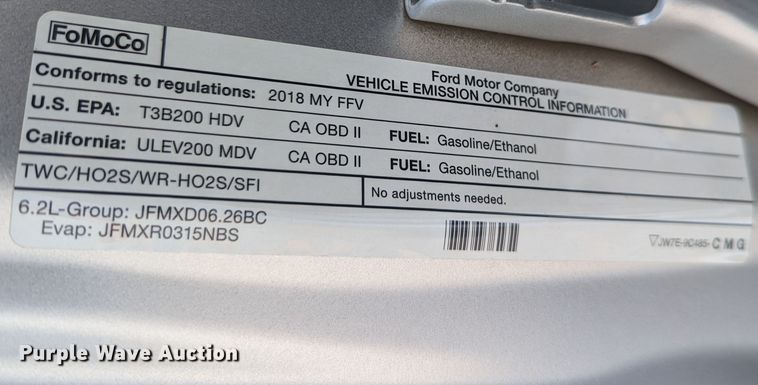 FoMoCo
Ford Motor Company
VEHICLE EMISSION CONTROL INFORMATION
Conforms to regulations: 2018 MY FFV
U.S. EPA: T3B200 HDV CA OBD II FUEL: Gasoline/Ethanol
California: ULEV200 MDV CA OBD II FUEL: Gasoline/Ethanol
TWC/HO2S/WR-HO2S/SFI No adjustments needed.
6.2L-Group: JFMXD06.26BC
Evap: JFMXR0315NBS
JW7E-9C485- C M G
Purple Wave Auction